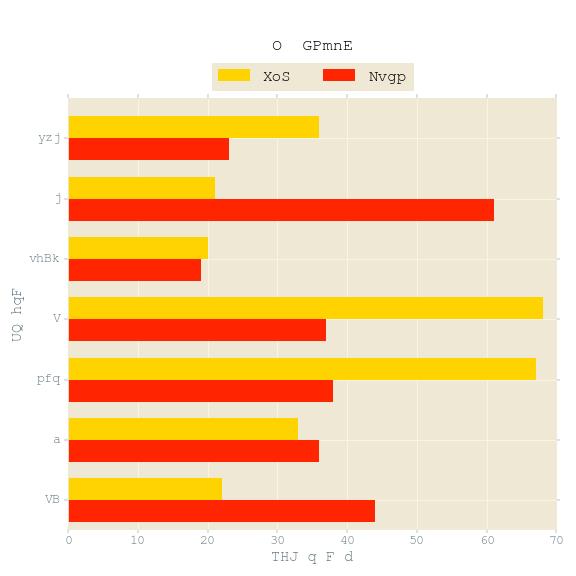 O  GPmnE
XoS
Nvgp
yzj
j
vhBk
V
pfq
a
VB
UQ hqF
0 10 20 30 40 50 60 70
THJ q F d